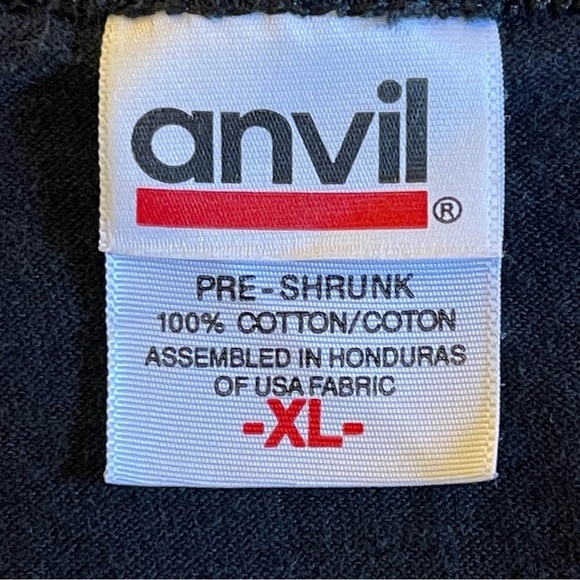 anvil
®
PRE-SHRUNK
100% COTTON/COTON
ASSEMBLED IN HONDURAS
OF USA FABRIC
-XL-